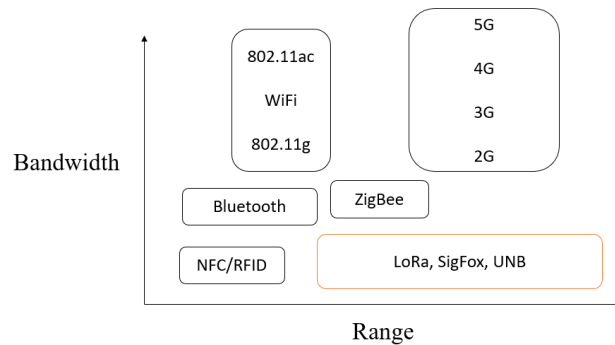 5G
802.11ac
4G
WiFi
3G
802.11g
2G
Bandwidth
Bluetooth
ZigBee
NFC/RFID
LoRa, SigFox, UNB
Range